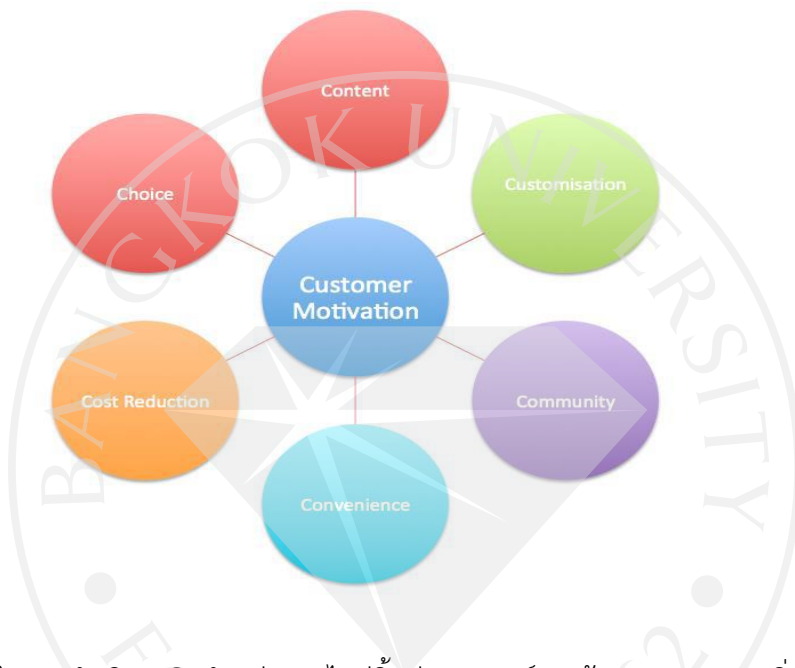 Content
Choice
Customisation
Customer
Motivation
Cost Reduction
Community
Convenience
BANGKOK UNIVERSITY